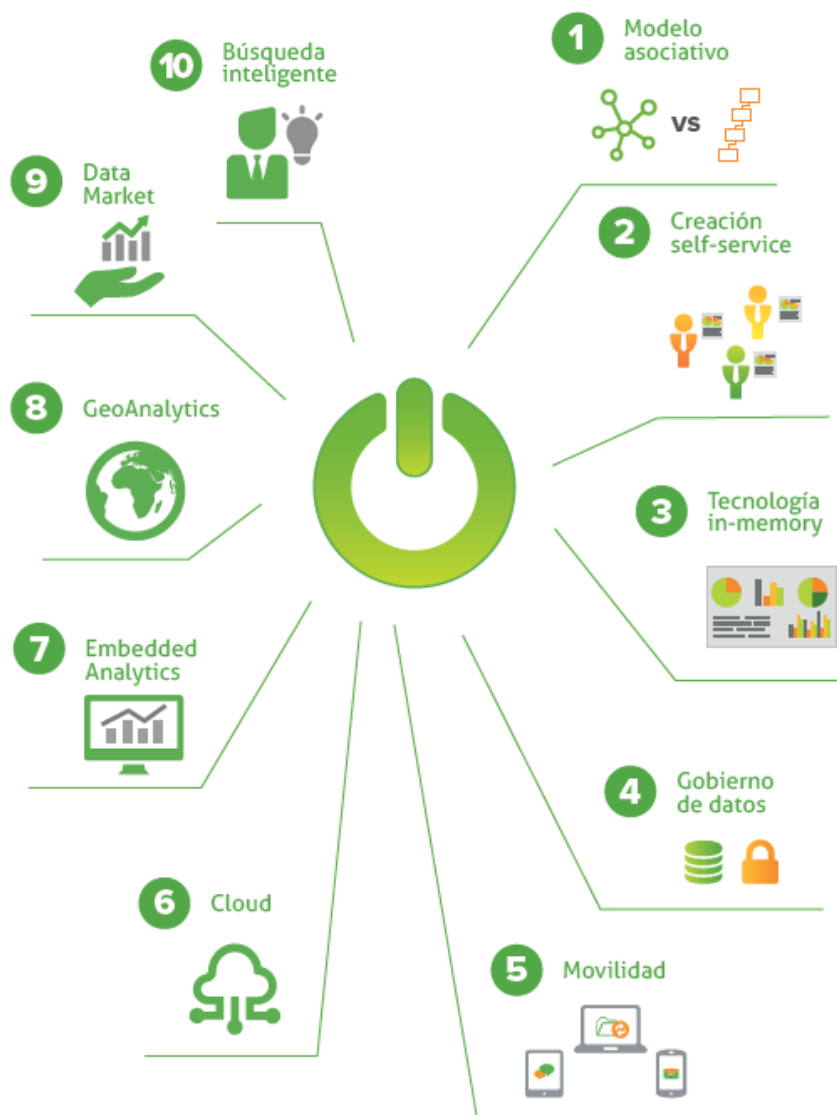 1
Modelo
asociativo
vs
2
Creación
self-service
3
Tecnología
in-memory
4
Gobierno
de datos
5
Movilidad
6
Cloud
7
Embedded
Analytics
8
GeoAnalytics
9
Data
Market
10
Búsqueda
inteligente